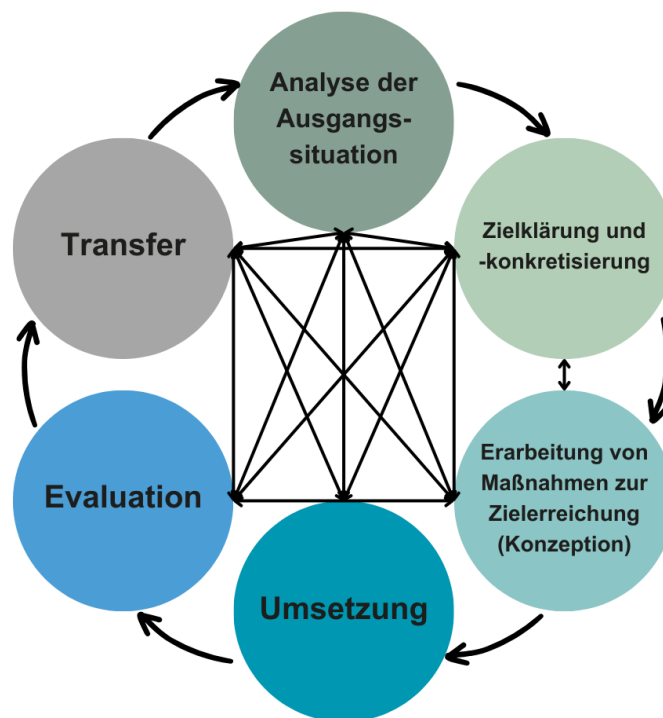 Analyse der
Ausgangs-
situation
Zielklärung und
-konkretisierung
Erarbeitung von
Maßnahmen zur
Zielerreichung
(Konzeption)
Umsetzung
Evaluation
Transfer